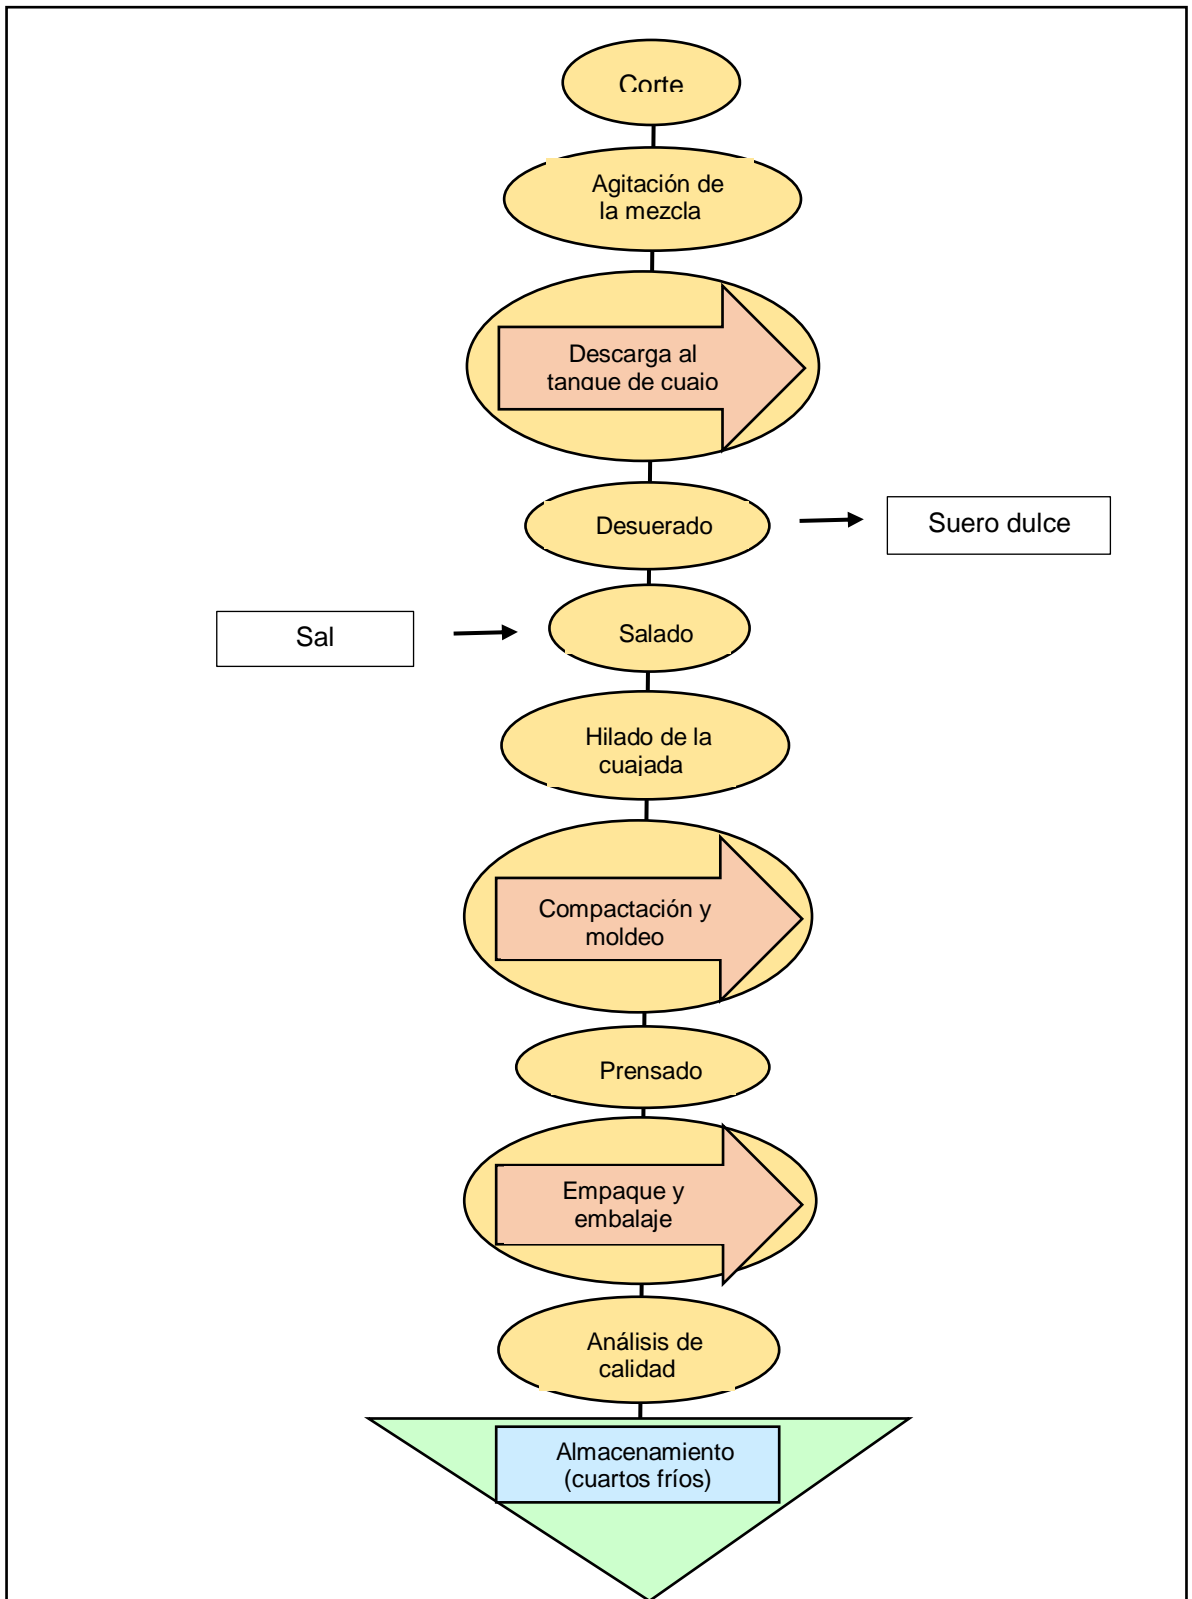 Corte
Agitación de
la mezcla
Descarga al
tanque de cuajo
Desuerado
Suero dulce
Sal
Salado
Hilado de la
cuajada
Compactación y
moldeo
Prensado
Empaque y
embalaje
Análisis de
calidad
Almacenamiento
(cuartos fríos)